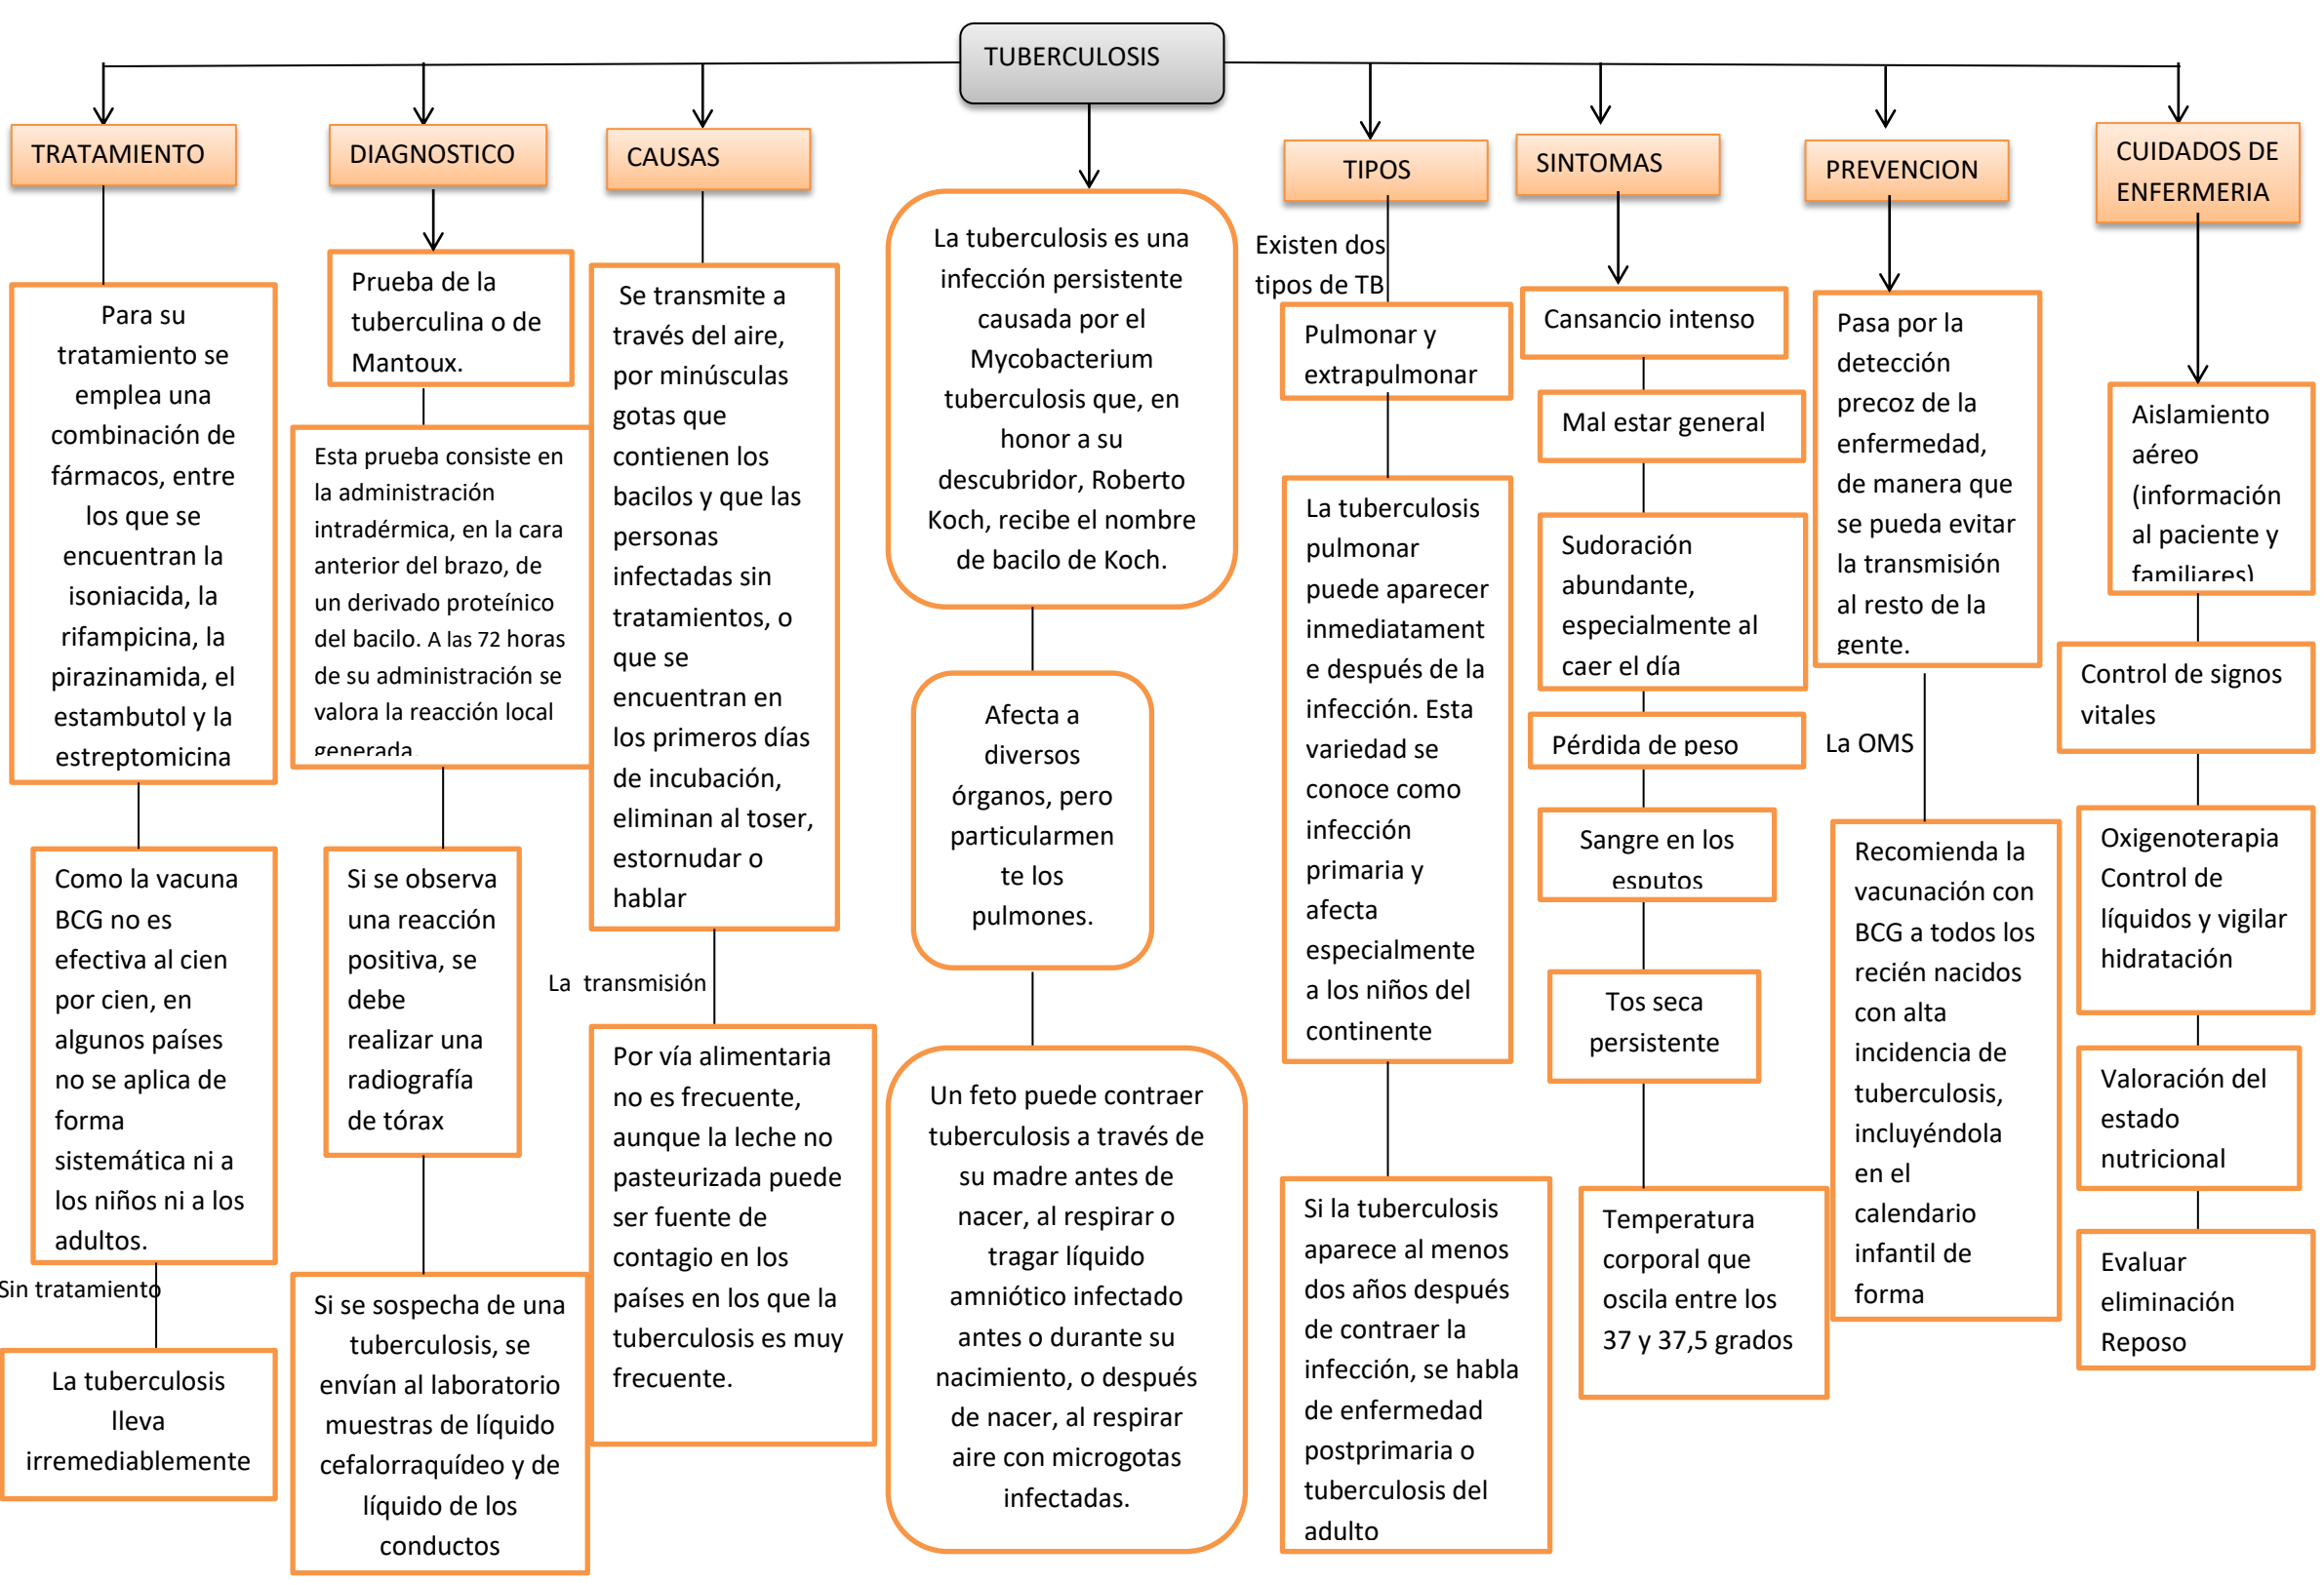 TUBERCULOSIS
TRATAMIENTO
Para su
tratamiento se
emplea una
combinación de
fármacos, entre
los que se
encuentran la
isoniacida, la
rifampicina, la
pirazinamida, el
estambutol y la
estreptomicina
Como la vacuna
BCG no es
efectiva al cien
por cien, en
algunos países
no se aplica de
forma
sistemática ni a
los niños ni a los
adultos.
Sin tratamiento
La tuberculosis
lleva
irremediablemente
DIAGNOSTICO
Prueba de la
tuberculina o de
Mantoux.
Esta prueba consiste en
la administración
intradérmica, en la cara
anterior del brazo, de
un derivado proteínico
del bacilo. A las 72 horas
de su administración se
valora la reacción local
generada.
Si se observa
una reacción
positiva, se
debe
realizar una
radiografía
de tórax
Si se sospecha de una
tuberculosis, se
envían al laboratorio
muestras de líquido
cefalorraquídeo y de
líquido de los
conductos
CAUSAS
Se transmite a
través del aire,
por minúsculas
gotas que
contienen los
bacilos y que las
personas
infectadas sin
tratamientos, o
que se
encuentran en
los primeros días
de incubación,
eliminan al toser,
estornudar o
hablar
La transmisión
Por vía alimentaria
no es frecuente,
aunque la leche no
pasteurizada puede
ser fuente de
contagio en los
países en los que la
tuberculosis es muy
frecuente.
La tuberculosis es una
infección persistente
causada por el
Mycobacterium
tuberculosis que, en
honor a su
descubridor, Roberto
Koch, recibe el nombre
de bacilo de Koch.
Afecta a
diversos
órganos, pero
particularmen
te los
pulmones.
Un feto puede contraer
tuberculosis a través de
su madre antes de
nacer, al respirar o
tragar líquido
amniótico infectado
antes o durante su
nacimiento, o después
de nacer, al respirar
aire con microgotas
infectadas.
TIPOS
Existen dos
tipos de TB
Pulmonar y
extrapulmonar
La tuberculosis
pulmonar
puede aparecer
inmediatament
e después de la
infección. Esta
variedad se
conoce como
infección
primaria y
afecta
especialmente
a los niños del
continente
Si la tuberculosis
aparece al menos
dos años después
de contraer la
infección, se habla
de enfermedad
postprimaria o
tuberculosis del
adulto
SINTOMAS
Cansancio intenso
Mal estar general
Sudoración
abundante,
especialmente al
caer el día
Pérdida de peso
Sangre en los
esputos
Tos seca
persistente
Temperatura
corporal que
oscila entre los
37 y 37,5 grados
PREVENCION
Pasa por la
detección
precoz de la
enfermedad,
de manera que
se pueda evitar
la transmisión
al resto de la
gente.
La OMS
Recomienda la
vacunación con
BCG a todos los
recién nacidos
con alta
incidencia de
tuberculosis,
incluyéndola
en el
calendario
infantil de
forma
CUIDADOS DE
ENFERMERIA
Aislamiento
aéreo
(información
al paciente y
familiares)
Control de signos
vitales
Oxigenoterapia
Control de
líquidos y vigilar
hidratación
Valoración del
estado
nutricional
Evaluar
eliminación
Reposo